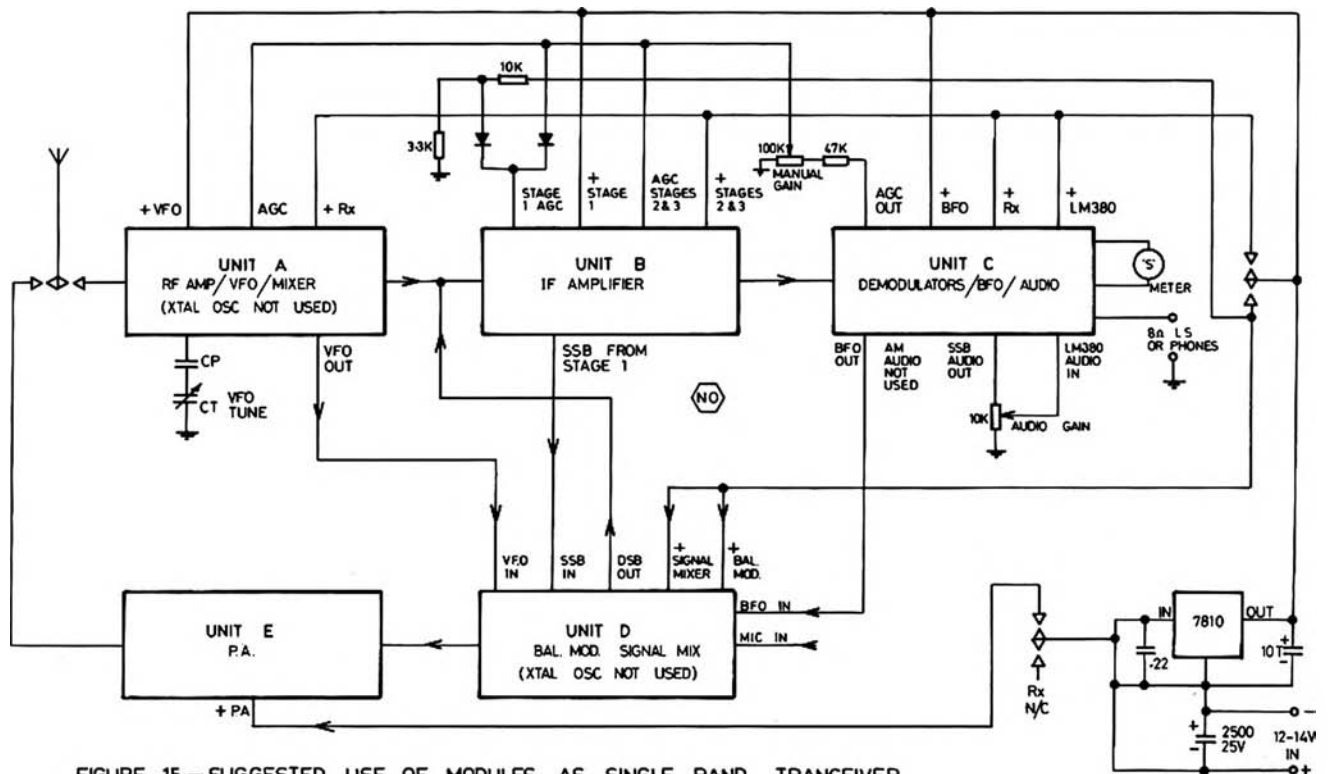 10K
3·3K
100K
47K
MANUAL
GAIN
+ VFO
AGC
+ Rx
STAGE
1 AGC
+
STAGE
1
AGC
STAGES
2 & 3
+
STAGES
2 & 3
AGC
OUT
+
BFO
+
Rx
+
LM380
UNIT A
RF AMP/VFO/MIXER
(XTAL OSC NOT USED)
UNIT B
IF AMPLIFIER
UNIT C
DEMODULATORS/BFO/AUDIO
'S'
METER
8Ω LS
OR PHONES
CP
CT
VFO
TUNE
VFO
OUT
SSB FROM
STAGE 1
NO
BFO
OUT
AM
AUDIO
NOT
USED
SSB
AUDIO
OUT
LM380
AUDIO
IN
10K
AUDIO GAIN
VFO
IN
SSB
IN
DSB
OUT
+
SIGNAL
MIXER
+
BAL.
MOD.
BFO IN
MIC IN
UNIT E
P.A.
+ PA
UNIT D
BAL. MOD. SIGNAL MIX
(XTAL OSC NOT USED)
Rx
N/C
IN
7810
OUT
·22
10T
+
-
+
-
2500
25V
-
12-14V
IN
+
FIGURE 15 — SUGGESTED USE OF MODULES AS SINGLE BAND TRANCEIVER